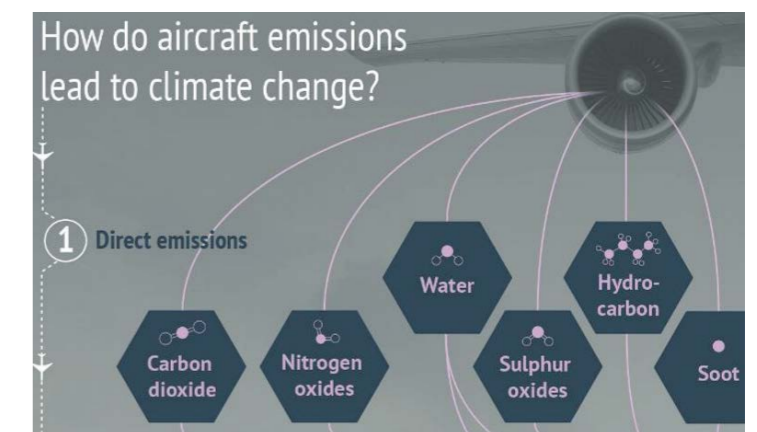 How do aircraft emissions
lead to climate change?
1 Direct emissions
Water
Hydro-
carbon
Carbon
dioxide
Nitrogen
oxides
Sulphur
oxides
Soot